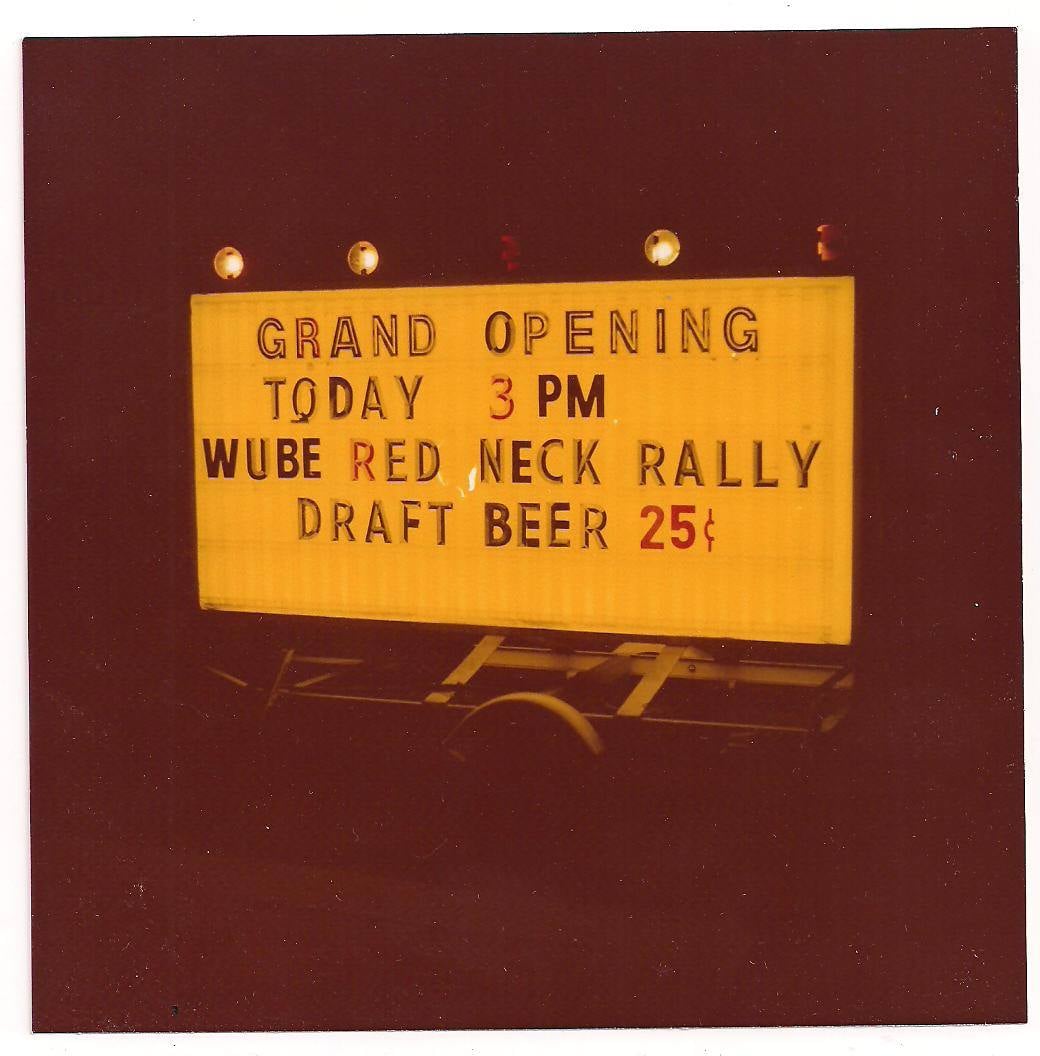 GRAND OPENING
TODAY 3 PM
WUBE RED NECK RALLY
DRAFT BEER 25¢